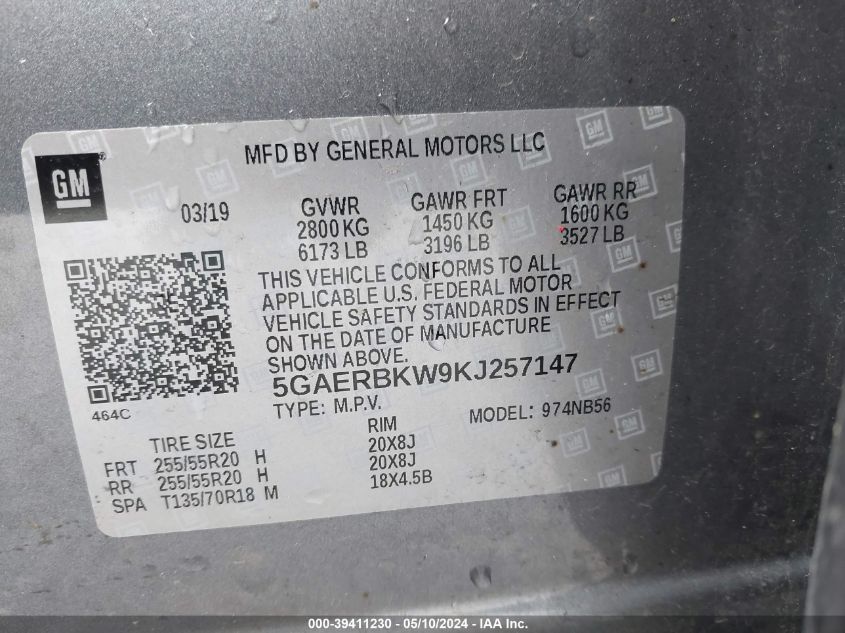 MFD BY GENERAL MOTORS LLC
GM
03/19 GVWR GAWR FRT GAWR RR
2800 KG 1450 KG 1600 KG
6173 LB 3196 LB 3527 LB
THIS VEHICLE CONFORMS TO ALL
APPLICABLE U.S. FEDERAL MOTOR
VEHICLE SAFETY STANDARDS IN EFFECT
ON THE DATE OF MANUFACTURE
SHOWN ABOVE.
5GAERBKW9KJ257147
464C
TYPE: M.P.V. MODEL: 974NB56
TIRE SIZE RIM
FRT 255/55R20 H 20X8J
RR 255/55R20 H 20X8J
SPA T135/70R18 M 18X4.5B
000-39411230 - 05/10/2024 - IAA Inc.